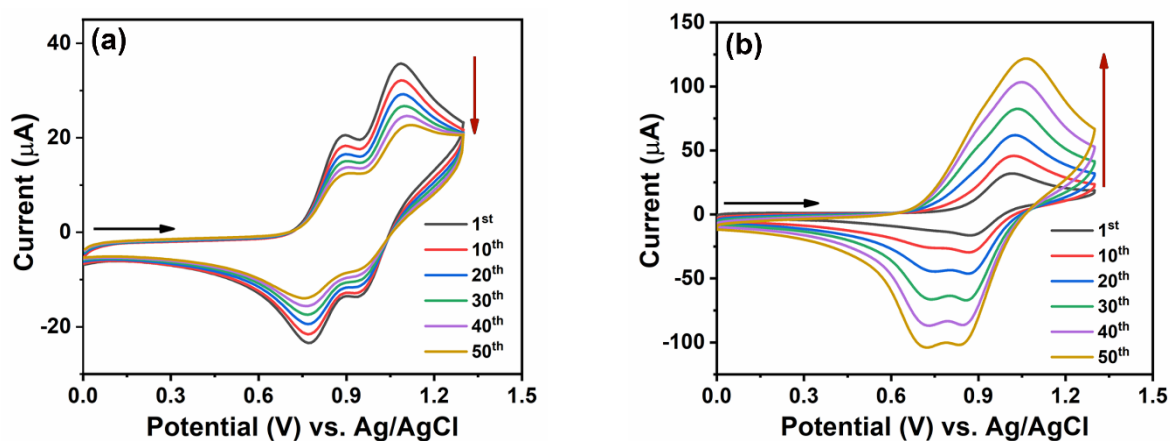 (a)
40
20
0
-20
Current (μA)
1st
10th
20th
30th
40th
50th
0.0 0.3 0.6 0.9 1.2 1.5
Potential (V) vs. Ag/AgCl
(b)
150
100
50
0
-50
-100
Current (μA)
1st
10th
20th
30th
40th
50th
0.0 0.3 0.6 0.9 1.2 1.5
Potential (V) vs. Ag/AgCl